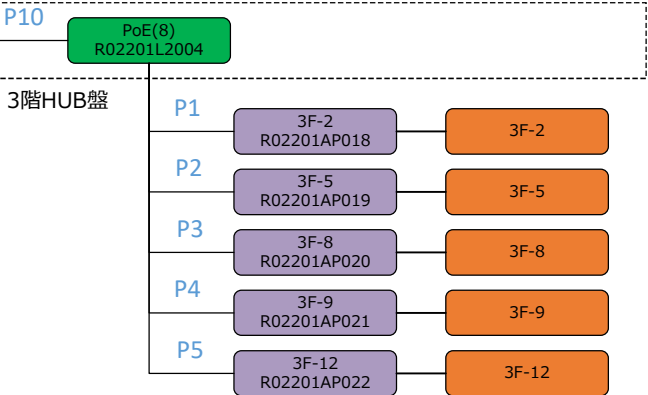 P10
PoE(8)
R02201L2004
3階HUB盤
P1
3F-2
R02201AP018
3F-2
P2
3F-5
R02201AP019
3F-5
P3
3F-8
R02201AP020
3F-8
P4
3F-9
R02201AP021
3F-9
P5
3F-12
R02201AP022
3F-12